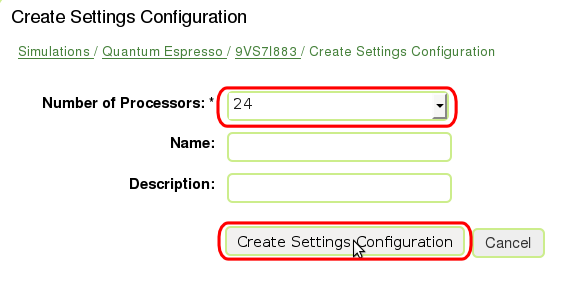 Create Settings Configuration
Simulations / Quantum Espresso / 9VS7I883 / Create Settings Configuration
Number of Processors: * 24
Name:
Description:
Create Settings Configuration Cancel